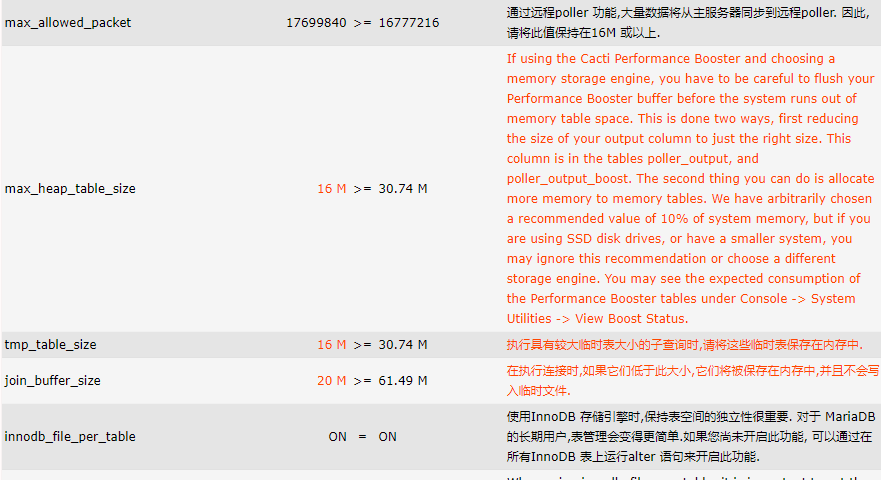 通过远程poller 功能,大量数据将从主服务器同步到远程poller. 因此,
max_allowed_packet 17699840 >= 16777216
请将此值保持在16M 或以上.
If using the Cacti Performance Booster and choosing a
memory storage engine, you have to be careful to flush your
Performance Booster buffer before the system runs out of
memory table space. This is done two ways, first reducing
the size of your output column to just the right size. This
column is in the tables poller_output, and
poller_output_boost. The second thing you can do is allocate
max_heap_table_size 16 M >= 30.74 M
more memory to memory tables. We have arbitrarily chosen
a recommended value of 10% of system memory, but if you
are using SSD disk drives, or have a smaller system, you
may ignore this recommendation or choose a different
storage engine. You may see the expected consumption of
the Performance Booster tables under Console -> System
Utilities -> View Boost Status.
tmp_table_size 16 M >= 30.74 M 执行具有较大临时表大小的子查询时,请将这些临时表保存在内存中.
join_buffer_size 20 M >= 61.49 M
在执行连接时,如果它们低于此大小,它们将被保存在内存中,并且不会写
入临时文件.
使用InnoDB 存储引擎时,保持表空间的独立性很重要. 对于 MariaDB
innodb_file_per_table ON = ON
的长期用户,表管理会变得更简单.如果您尚未开启此功能, 可以通过在
所有InnoDB 表上运行alter 语句来开启此功能.